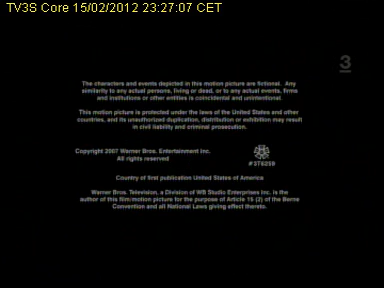 TV3S Core 15/02/2012 23:27:07 CET
3
The characters and events depicted in this motion picture are fictional. Any
similarity to any actual persons, living or dead, or to any actual events, firms
and institutions or other entities is coincidental and unintentional.
This motion picture is protected under the laws of the United States and other
countries, and its unauthorized duplication, distribution or exhibition may result
in civil liability and criminal prosecution.
Copyright 2007 Warner Bros. Entertainment Inc.
All rights reserved
Country of first publication United States of America
Warner Bros. Television, a Division of WB Studio Enterprises Inc. is the
author of this film/motion picture for the purpose of Article 15 (2) of the Berne
Convention and all National Laws giving effect thereto.